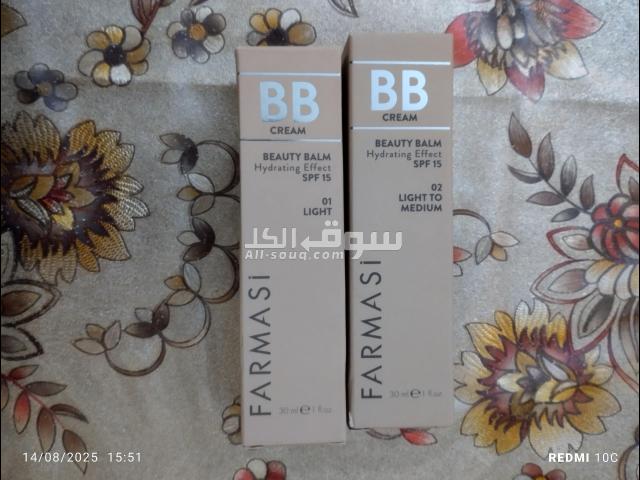 BB
CREAM
BEAUTY BALM
Hydrating Effect
SPF 15
01
LIGHT
FARMASi
30 ml e 1 fl.oz
BB
CREAM
BEAUTY BALM
Hydrating Effect
SPF 15
02
LIGHT TO
MEDIUM
FARMASi
30 ml e 1 fl.oz
سوق الكل
All-souq.com
14/08/2025 15:51
REDMI 10C